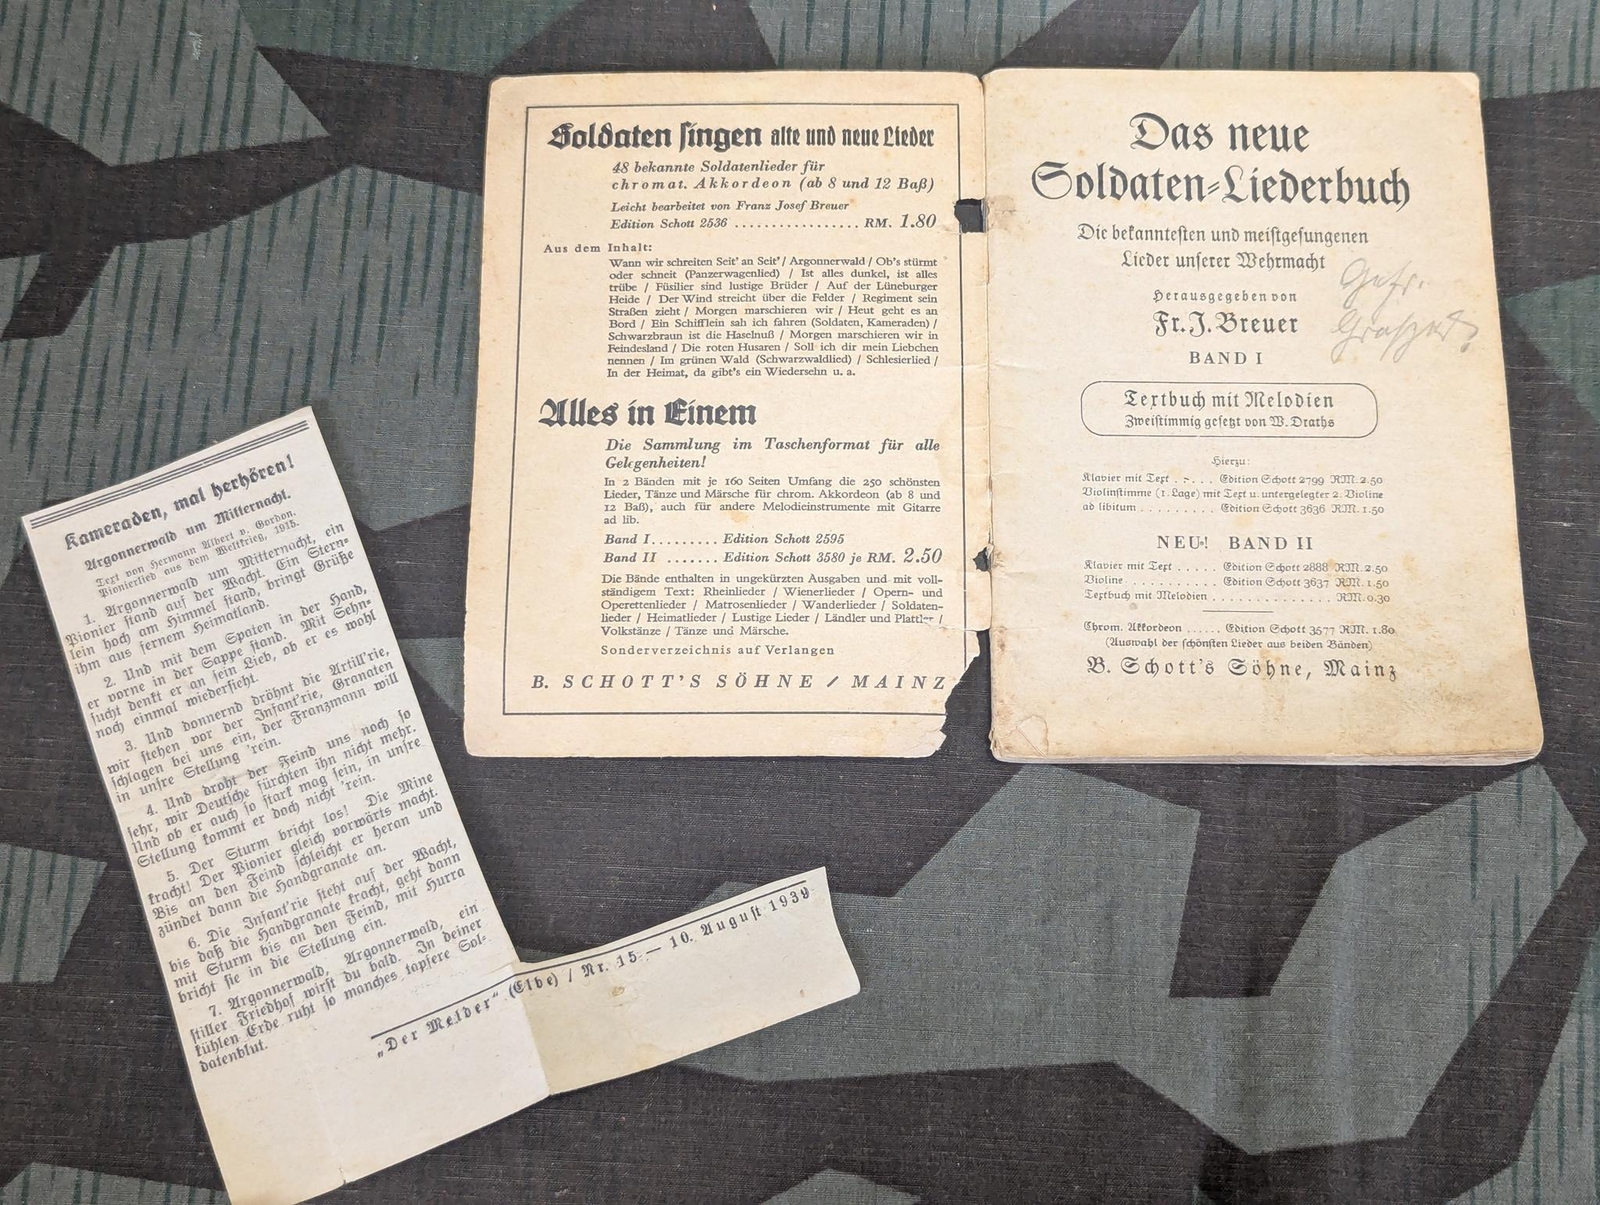 Soldaten singen alte und neue Lieder
48 bekannte Soldatenlieder für
chromat. Akkordeon (ab 8 und 12 Baß)
Leicht bearbeitet von Franz Josef Breuer
Edition Schott 2536 ................. RM. 1.80
Aus dem Inhalt:
Wann wir schreiten Seit' an Seit' / Argonnerwald / Ob's stürmt
oder schneit (Panzerwagenlied) / Ist alles dunkel, ist alles
trübe / Füsilier sind lustige Brüder / Auf der Lüneburger
Heide / Der Wind streicht über die Felder / Regiment sein
Straßen zieht / Morgen marschieren wir / Heut geht es an
Bord / Ein Schifflein sah ich fahren (Soldaten, Kameraden) /
Schwarzbraun ist die Haselnuß / Morgen marschieren wir in
Feindesland / Die roten Husaren / Soll ich dir mein Liebchen
nennen / Im grünen Wald (Schwarzwaldlied) / Schlesierlied /
In der Heimat, da gibt's ein Wiedersehn u. a.
Alles in Einem
Die Sammlung im Taschenformat für alle
Gelegenheiten!
In 2 Bänden mit je 160 Seiten Umfang die 250 schönsten
Lieder, Tänze und Märsche für chrom. Akkordeon (ab 8 und
12 Baß), auch für andere Melodieinstrumente mit Gitarre
ad lib.
Band I ......... Edition Schott 2595
Band II ....... Edition Schott 3580 je RM. 2.50
Die Bände enthalten in ungekürzten Ausgaben und mit voll-
ständigem Text: Rheinlieder / Wienerlieder / Opern- und
Operettenlieder / Matrosenlieder / Wanderlieder / Soldaten-
lieder / Heimatlieder / Lustige Lieder / Ländler und Plattler /
Volkstänze / Tänze und Märsche.
Sonderverzeichnis auf Verlangen
B. SCHOTT'S SÖHNE / MAINZ
Das neue
Soldaten-Liederbuch
Die bekanntesten und meistgesungenen
Lieder unserer Wehrmacht
Herausgegeben von
Fr. J. Breuer
BAND I
Gefr.
Textbuch mit Melodien
Zweistimmig gesetzt von W. Draths
Hierzu:
Klavier mit Text . . . . Edition Schott 2799 RM. 2.50
Violinstimme (1. Lage) mit Text u. untergelegter 2. Violine
ad libitum . . . . . . . . . Edition Schott 3636 RM. 1.50
NEU! BAND II
Klavier mit Text . . . . . Edition Schott 2888 RM. 2.50
Violine . . . . . . . . . . . Edition Schott 3637 RM. 1.50
Textbuch mit Melodien . . . . . . . . . . . . . . RM. 0.30
Chrom. Akkordeon ...... Edition Schott 3577 RM. 1.80
(Auswahl der schönsten Lieder aus beiden Bänden)
B. Schott's Söhne, Mainz
Kameraden, mal herhören!
Argonnerwald um Mitternacht.
Text von Hermann Albert v. Gordon.
Pionierlied aus dem Weltkrieg, 1915.
1. Argonnerwald um Mitternacht, ein
Pionier stand auf der Wacht. Ein Stern-
lein hoch am Himmel stand, bringt Grüße
ihm aus fernem Heimatland.
2. Und mit dem Spaten in der Hand,
er vorne in der Sappe stand. Mit Sehn-
sucht denkt er an sein Lieb, ob er es wohl
noch einmal wiedersieht.
3. Und donnernd dröhnt die Artill'rie,
wir stehen vor der Infant'rie, Granaten
schlagen bei uns ein, der Franzmann will
in unsre Stellung 'rein.
4. Und droht der Feind uns noch so
sehr, wir Deutsche fürchten ihn nicht mehr.
Und ob er auch so stark mag sein, in unsre
Stellung kommt er doch nicht 'rein.
5. Der Sturm bricht los! Die Mine
kracht! Der Pionier gleich vorwärts macht.
Bis an den Feind schleicht er heran und
zündet dann die Handgranate an.
6. Die Infant'rie steht auf der Wacht,
bis daß die Handgranate kracht, geht dann
mit Sturm bis an den Feind, mit Hurra
bricht sie in die Stellung ein.
7. Argonnerwald, Argonnerwald, ein
stiller Friedhof wirst du bald. In deiner
kühlen Erde ruht so manches tapfere Sol-
datenblut.
„Der Melder“ (Elbe) / Nr. 15 — 10. August 1939